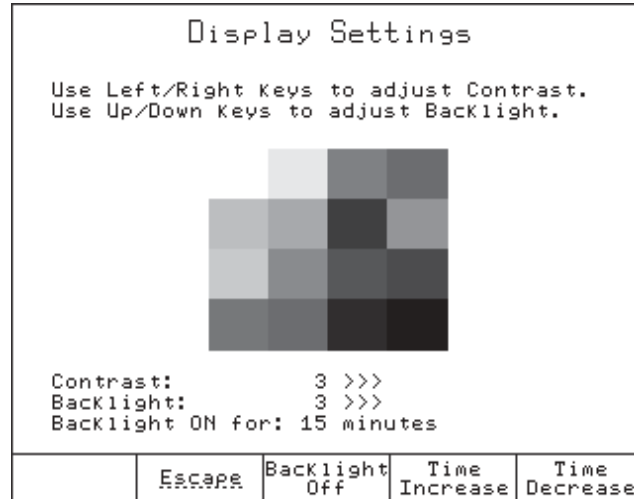 Display Settings
Use Left/Right Keys to adjust Contrast.
Use Up/Down Keys to adjust Backlight.
Contrast: 3 >>>
Backlight: 3 >>>
Backlight ON for: 15 minutes
Escape
Backlight
Off
Time
Increase
Time
Decrease